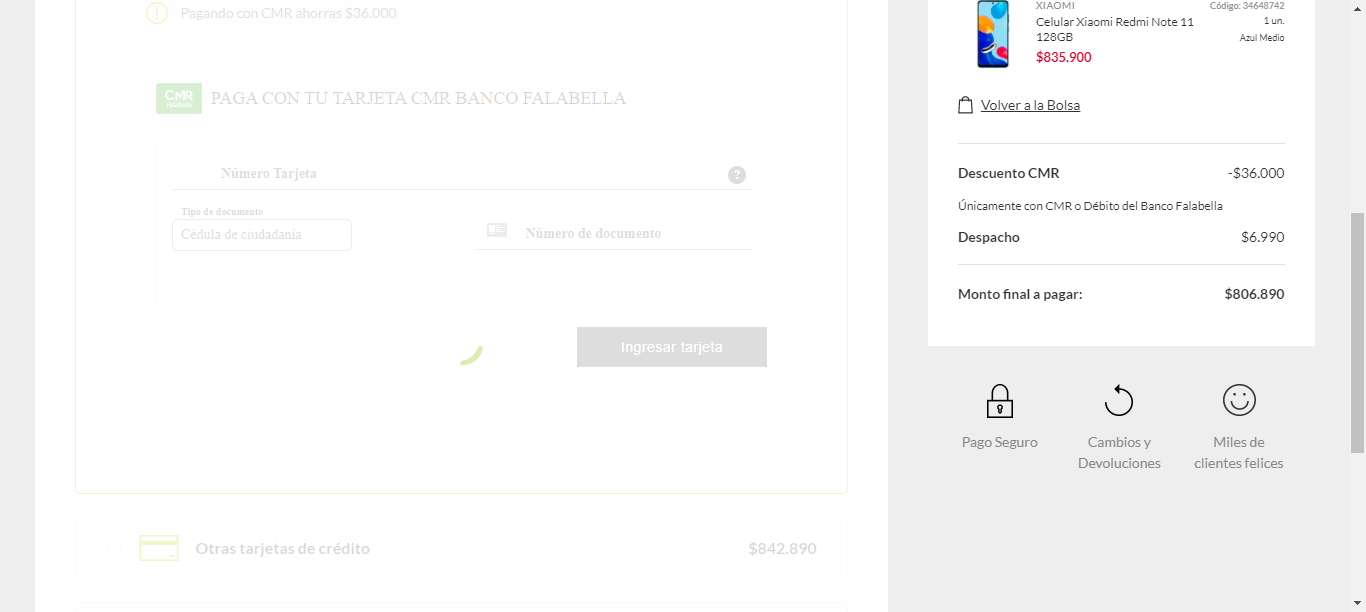 Pagando con CMR ahorras $36.000
CMR
Falabella
PAGA CON TU TARJETA CMR BANCO FALABELLA
Número Tarjeta
?
Tipo de documento
Cédula de ciudadanía
Número de documento
Ingresar tarjeta
Otras tarjetas de crédito
$842.890
XIAOMI
Código: 34648742
Celular Xiaomi Redmi Note 11
1 un.
128GB
Azul Medio
$835.900
Volver a la Bolsa
Descuento CMR
-$36.000
Únicamente con CMR o Débito del Banco Falabella
Despacho
$6.990
Monto final a pagar:
$806.890
Pago Seguro
Cambios y
Devoluciones
Miles de
clientes felices